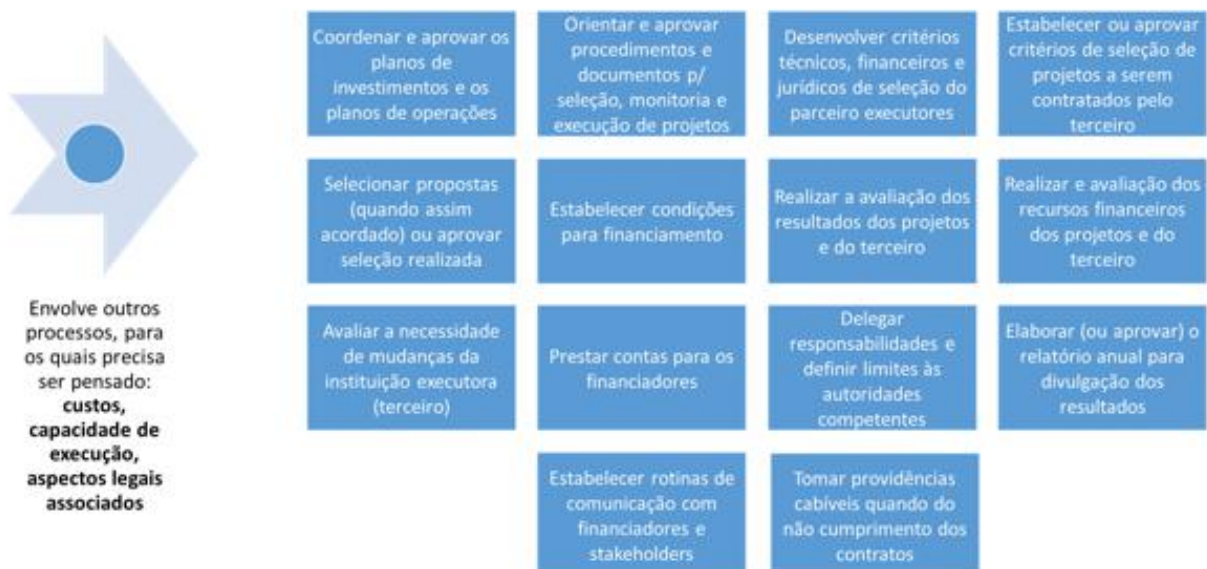 Coordenar e aprovar os
planos de
investimentos e os
planos de operações
Orientar e aprovar
procedimentos e
documentos p/
seleção, monitoria e
execução de projetos
Desenvolver critérios
técnicos, financeiros e
jurídicos de seleção do
parceiro executores
Estabelecer ou aprovar
critérios de seleção de
projetos a serem
contratados pelo
terceiro
Selecionar propostas
(quando assim
acordado) ou aprovar
seleção realizada
Estabelecer condições
para financiamento
Realizar a avaliação dos
resultados dos projetos
e do terceiro
Realizar e avaliação dos
recursos financeiros
dos projetos e do
terceiro
Envolve outros
processos, para
os quais precisa
ser pensado:
custos,
capacidade de
execução,
aspectos legais
associados
Avaliar a necessidade
de mudanças da
instituição executora
(terceiro)
Prestar contas para os
financiadores
Delegar
responsabilidades e
definir limites às
autoridades
competentes
Elaborar (ou aprovar) o
relatório anual para
divulgação dos
resultados
Estabelecer rotinas de
comunicação com
financiadores e
stakeholders
Tomar providências
cabíveis quando do
não cumprimento dos
contratos